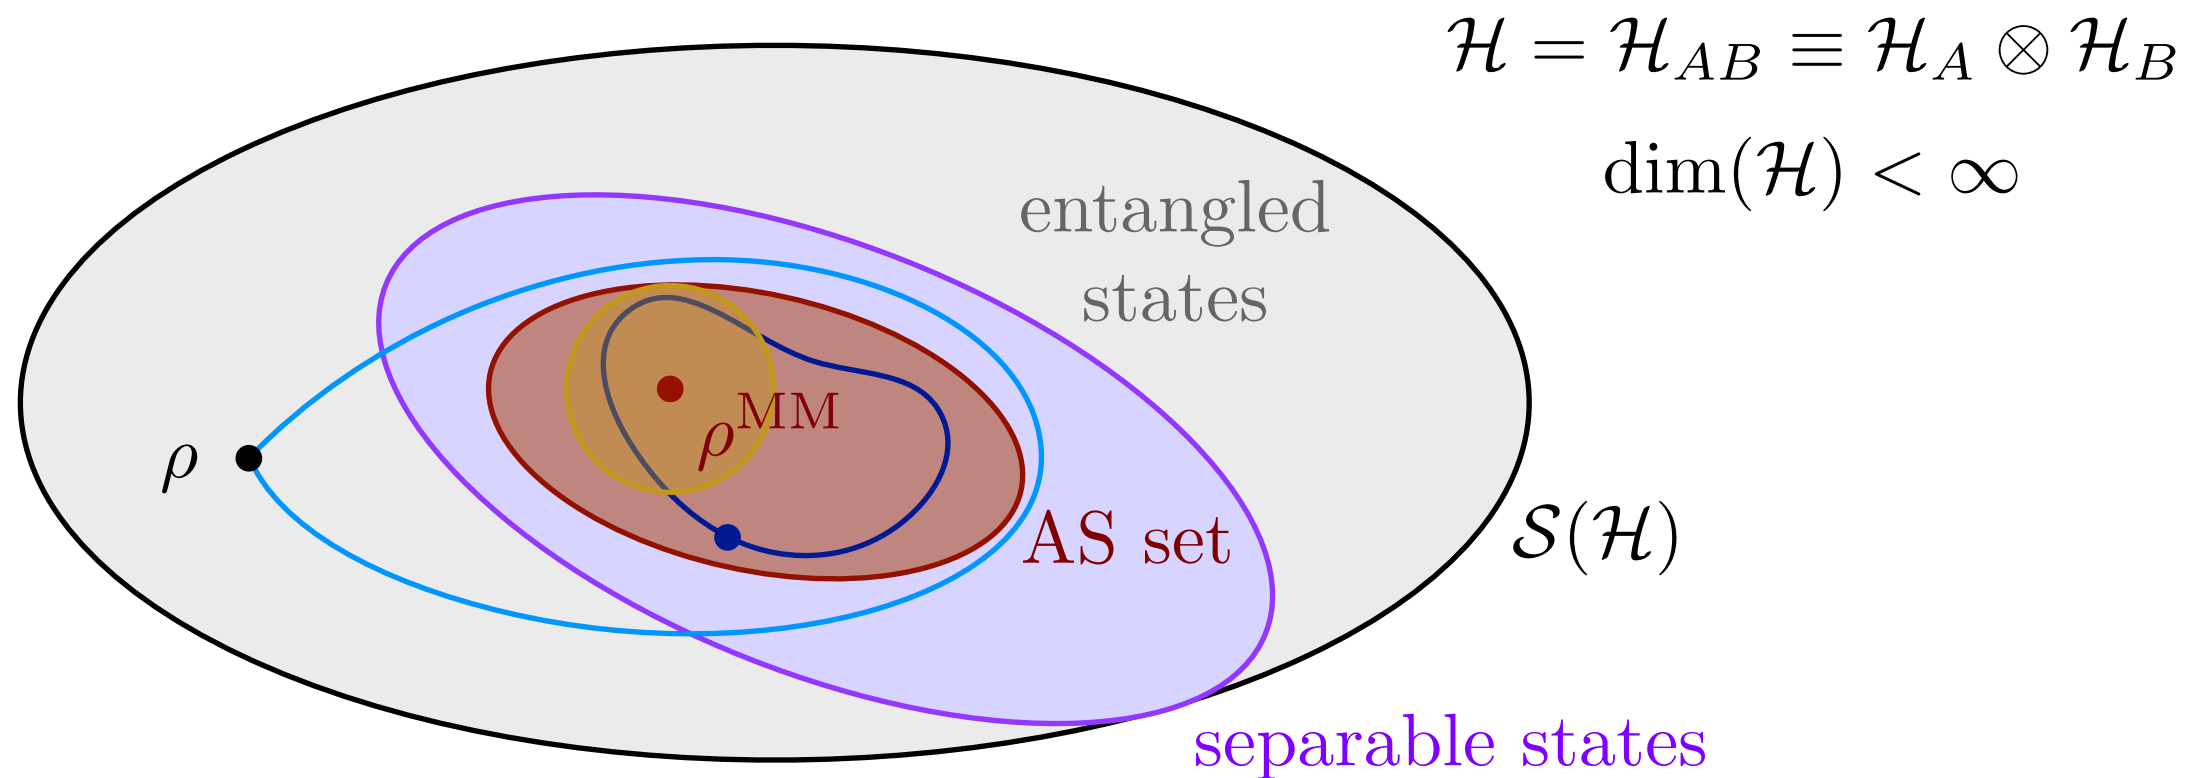 ℋ = ℋ_{AB} ≡ ℋ_A ⊗ ℋ_B
dim(ℋ) < ∞
entangled
states
ρ^{MM}
ρ
AS set
𝒮(ℋ)
separable states